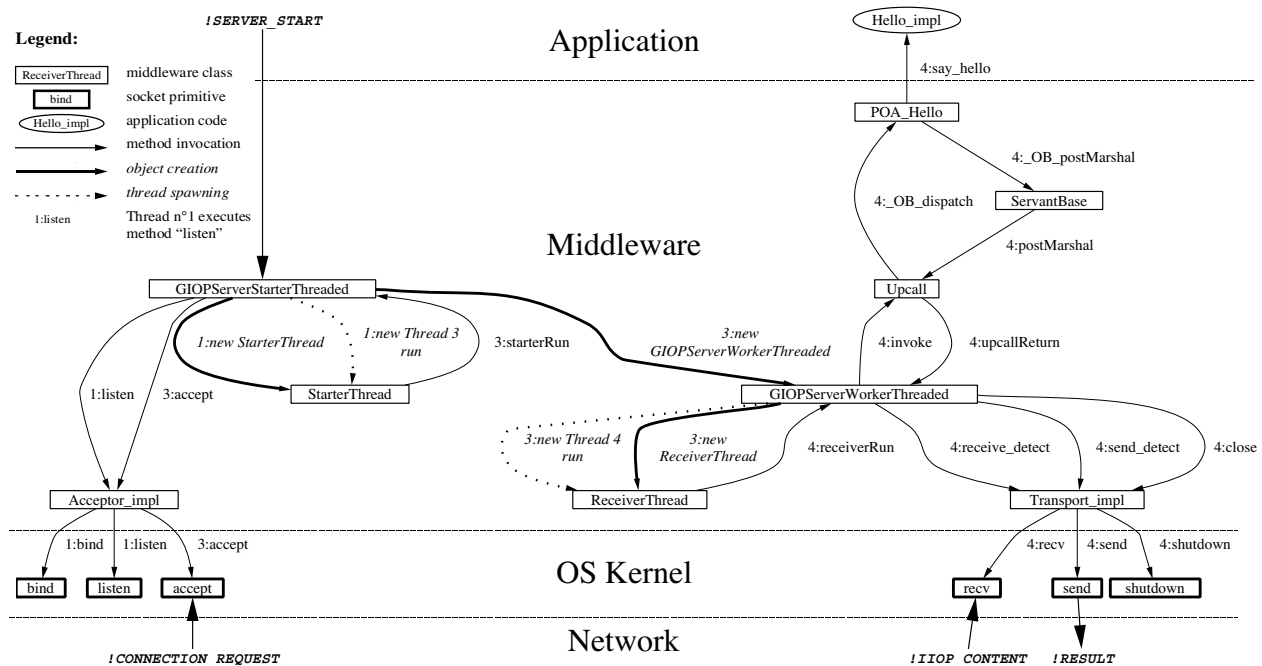 !SERVER_START
Hello_impl
Legend:
Application
ReceiverThread
middleware class
4:say_hello
bind
socket primitive
Hello_impl
application code
POA_Hello
method invocation
4:_OB_postMarshal
object creation
thread spawning
4:_OB_dispatch
ServantBase
1:listen
Thread n°1 executes
method “listen”
Middleware
4:postMarshal
GIOPServerStarterThreaded
Upcall
1:new StarterThread
1:new Thread 3
run
3:starterRun
3:new
GIOPServerWorkerThreaded
4:invoke
4:upcallReturn
1:listen
3:accept
StarterThread
GIOPServerWorkerThreaded
3:new Thread 4
run
3:new
ReceiverThread
4:receiverRun
4:receive_detect
4:send_detect
4:close
Acceptor_impl
ReceiverThread
Transport_impl
1:bind
1:listen
3:accept
4:recv
4:send
4:shutdown
OS Kernel
bind
listen
accept
recv
send
shutdown
Network
!CONNECTION REQUEST
!IIOP CONTENT
!RESULT